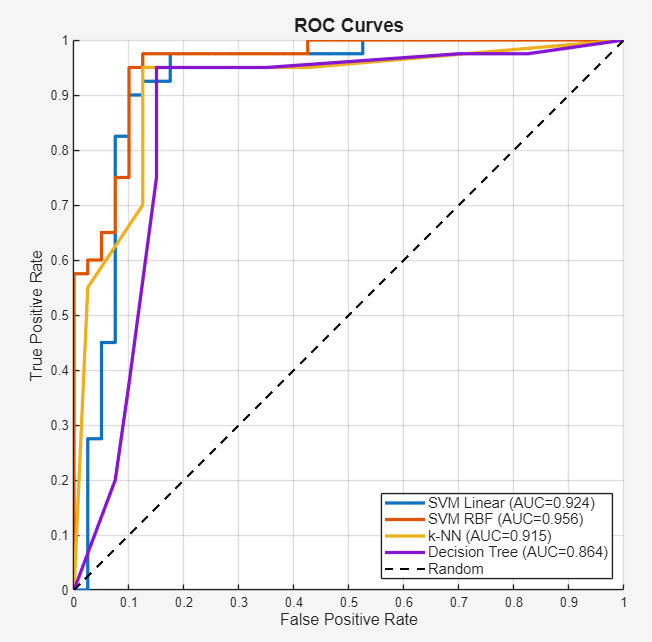 ROC Curves
1
0.9
0.8
0.7
0.6
0.5
0.4
0.3
0.2
0.1
0
True Positive Rate
SVM Linear (AUC=0.924)
SVM RBF (AUC=0.956)
k-NN (AUC=0.915)
Decision Tree (AUC=0.864)
Random
0 0.1 0.2 0.3 0.4 0.5 0.6 0.7 0.8 0.9 1
False Positive Rate